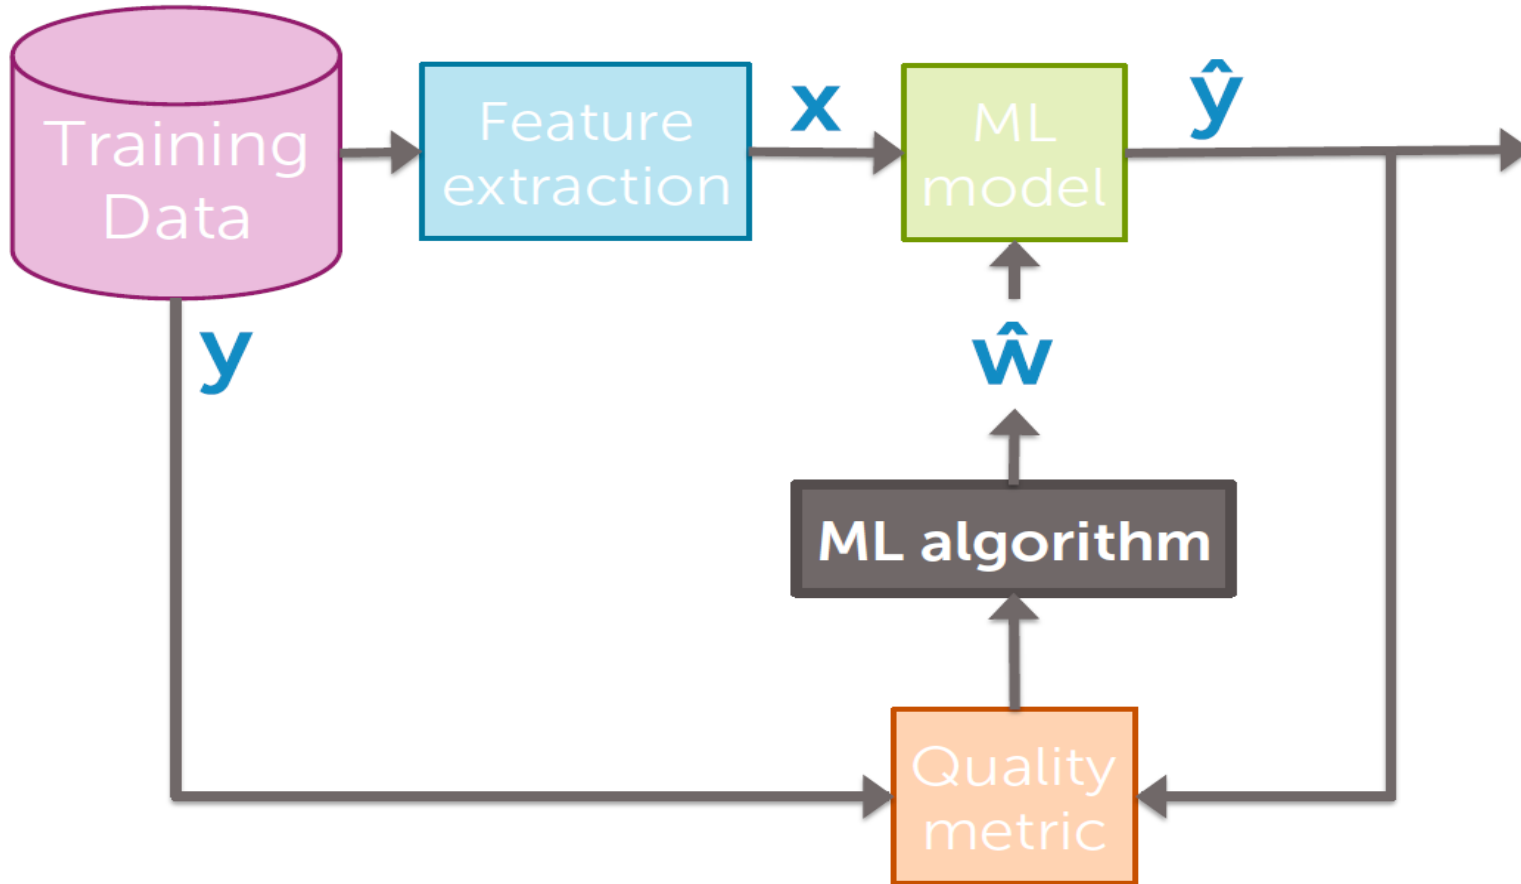 Training
Data
Feature
extraction
x
ML
model
ŷ
y
ŵ
ML algorithm
Quality
metric